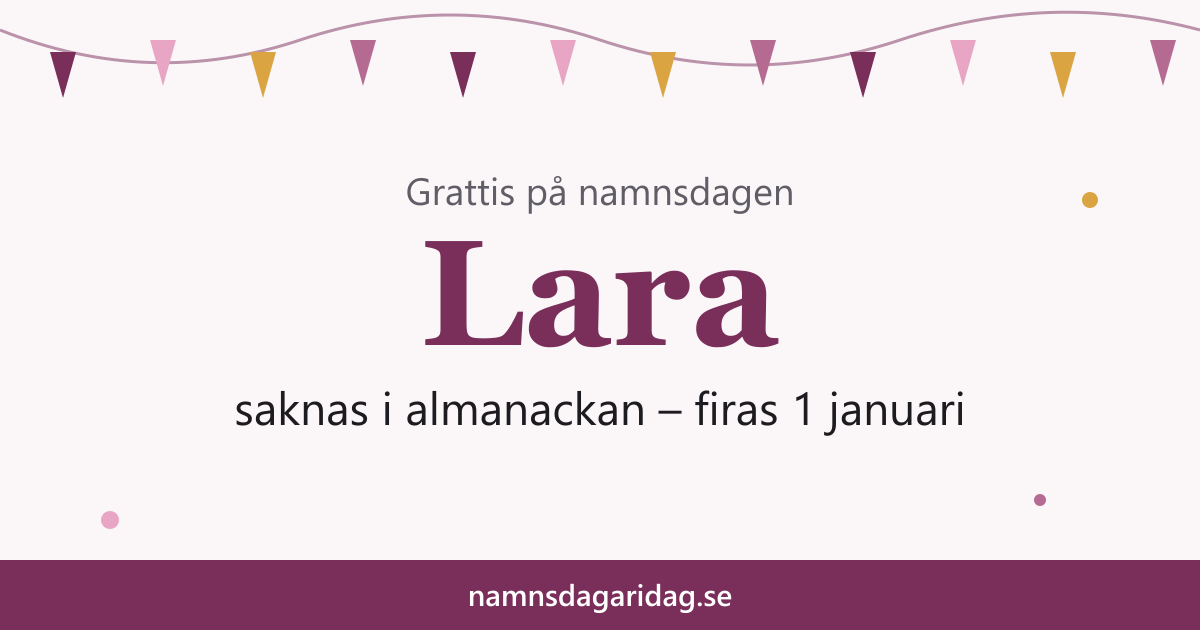 Grattis på namnsdagen
Lara
saknas i almanackan – firas 1 januari
namnsdagaridag.se